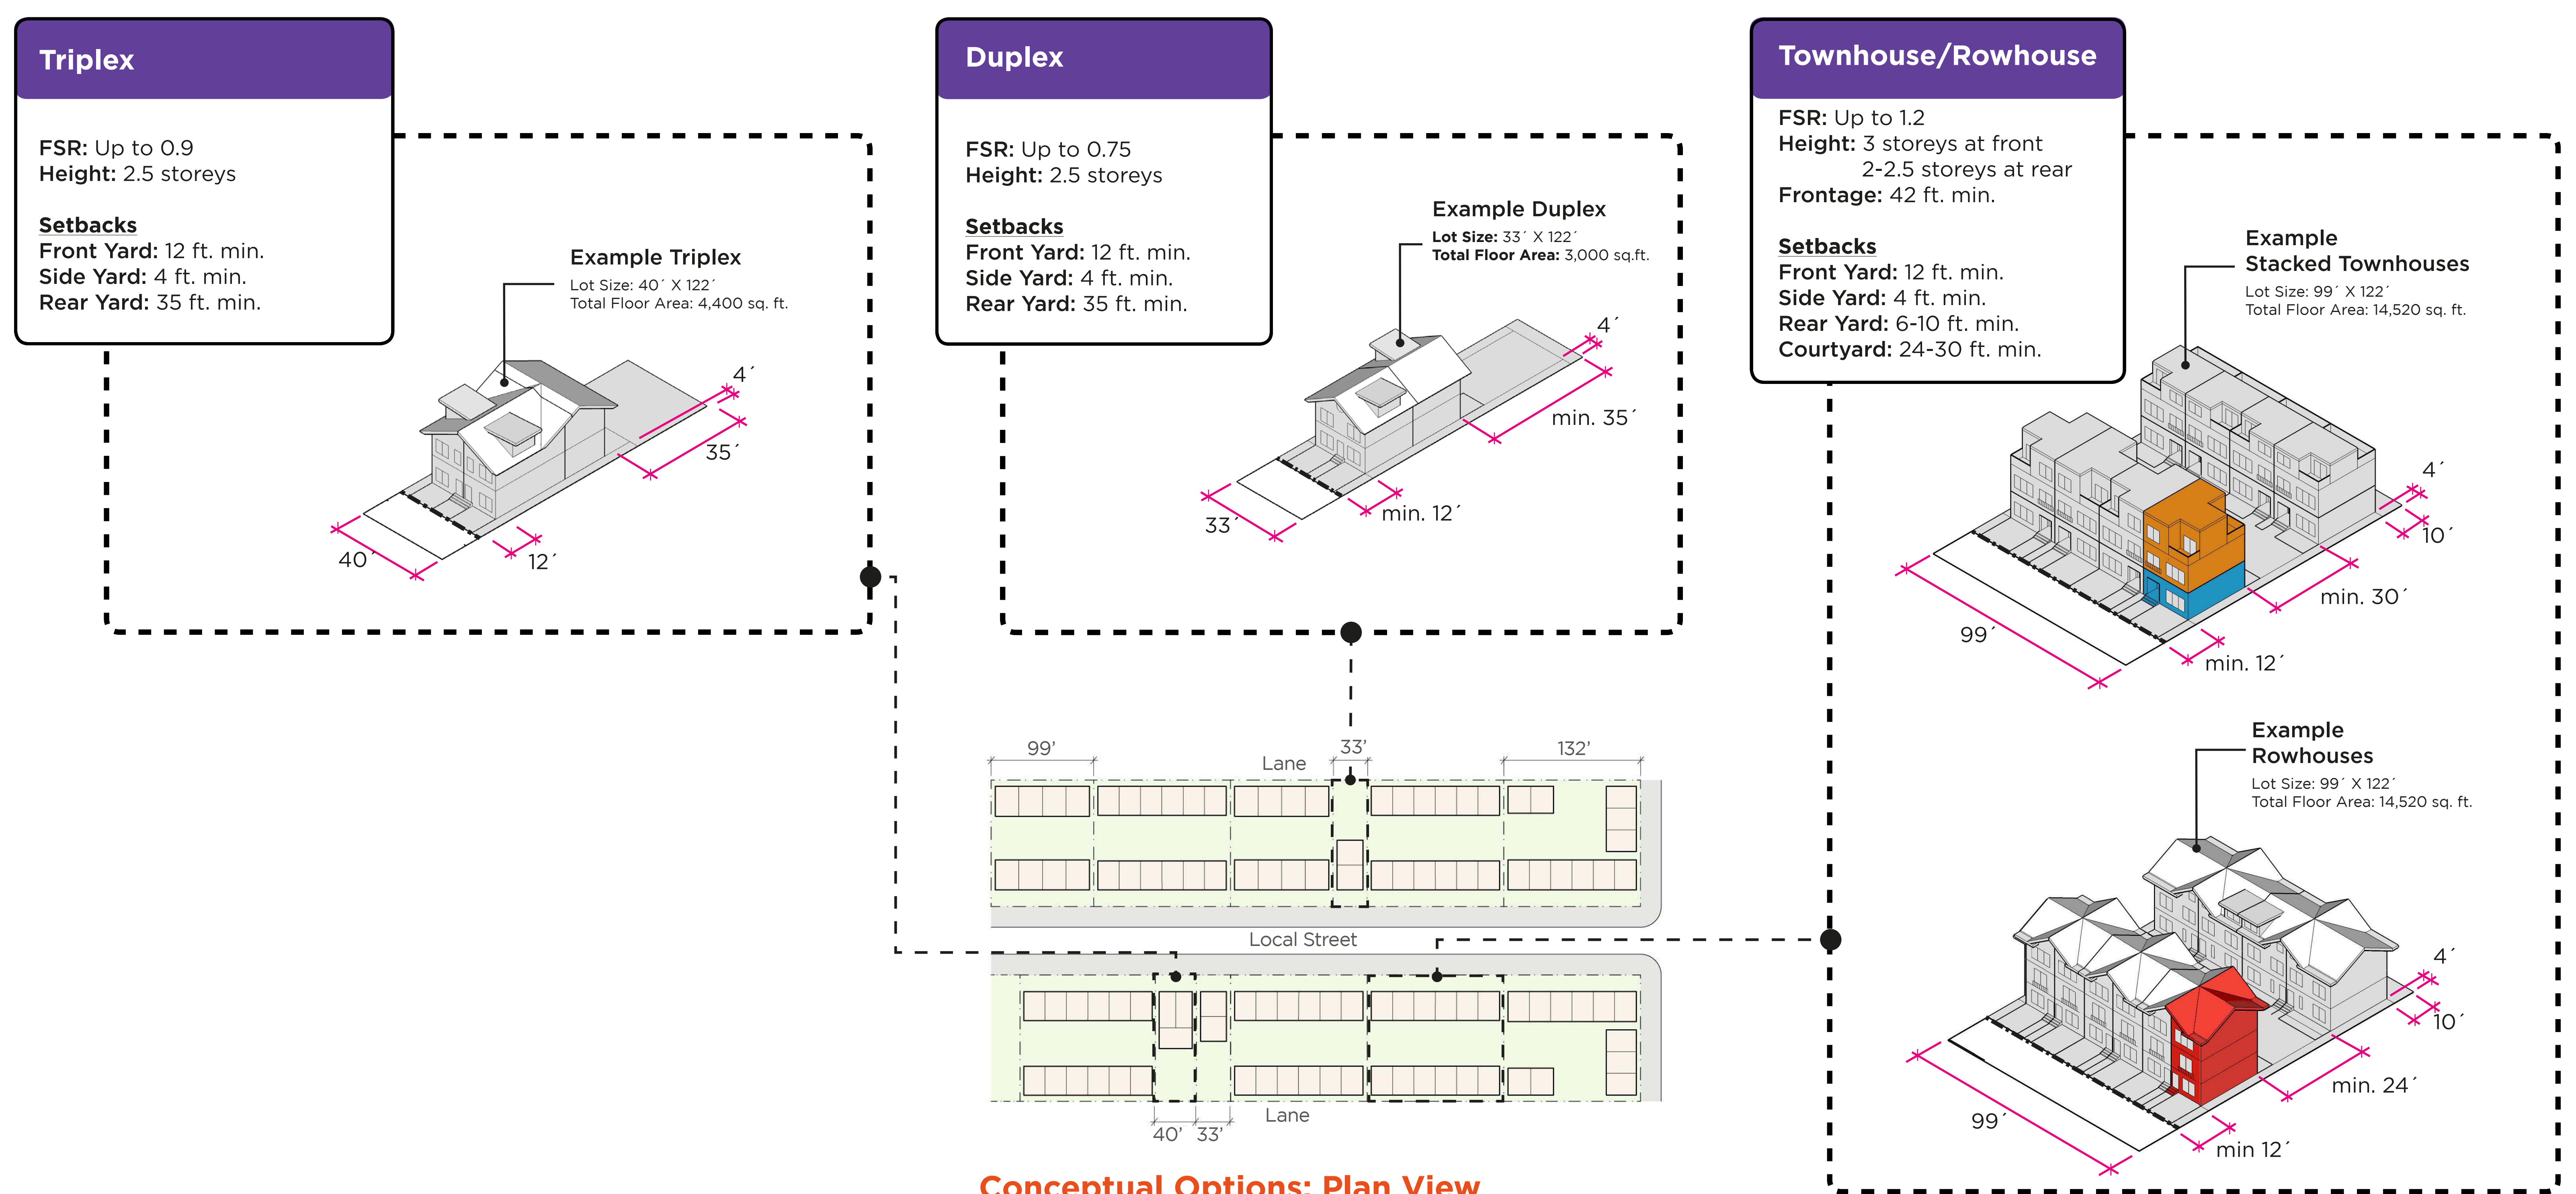 Triplex
FSR: Up to 0.9
Height: 2.5 storeys
Setbacks
Front Yard: 12 ft. min.
Side Yard: 4 ft. min.
Rear Yard: 35 ft. min.
Example Triplex
Lot Size: 40´ X 122´
Total Floor Area: 4,400 sq. ft.
4´
35´
40´
12´
Duplex
FSR: Up to 0.75
Height: 2.5 storeys
Setbacks
Front Yard: 12 ft. min.
Side Yard: 4 ft. min.
Rear Yard: 35 ft. min.
Example Duplex
Lot Size: 33´ X 122´
Total Floor Area: 3,000 sq.ft.
4´
min. 35´
33´
min. 12´
Townhouse/Rowhouse
FSR: Up to 1.2
Height: 3 storeys at front
2-2.5 storeys at rear
Frontage: 42 ft. min.
Setbacks
Front Yard: 12 ft. min.
Side Yard: 4 ft. min.
Rear Yard: 6-10 ft. min.
Courtyard: 24-30 ft. min.
Example
Stacked Townhouses
Lot Size: 99´ X 122´
Total Floor Area: 14,520 sq. ft.
4´
10´
min. 30´
99´
min. 12´
Example
Rowhouses
Lot Size: 99´ X 122´
Total Floor Area: 14,520 sq. ft.
4´
10´
min. 24´
99´
min 12´
99’
Lane
33’
132’
Local Street
40’
33’
Lane
Conceptual Options: Plan View